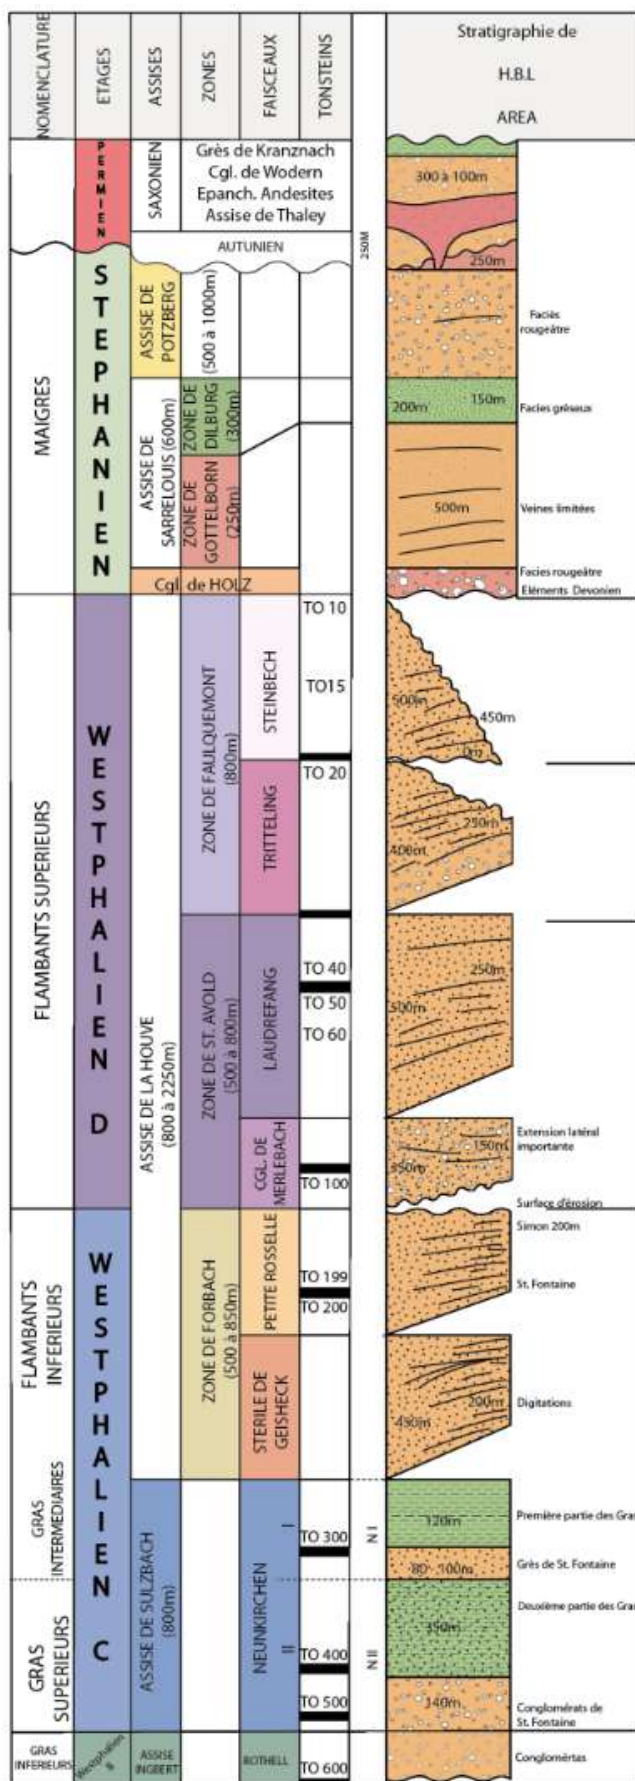 NOMENCLATURE
ETAGES
ASSISES
ZONES
FAISCEAUX
TONSTEINS
Stratigraphie de
H.B.L
AREA
PERMIEN
SAXONIEN
Grès de Kranznach
Cgl. de Wodern
Epanch. Andesites
Assise de Thaley
AUTUNIEN
250M
300 à 100m
250m
MAIGRES
STEPHANIEN
ASSISE DE
POTZBERG
(500 à 1000m)
Faciès
rougeâtre
ASSISE DE
SARRELOUIS (600m)
ZONE DE
DILBURG
(300m)
200m
150m
Facies gréseux
ZONE DE
GOTTELBORN
(250m)
500m
Veines limitées
Cgl. de HOLZ
Facies rougeâtre
Eléments Devonien
FLAMBANTS SUPERIEURS
WESTPHALIEN D
ASSISE DE LA HOUVE
(800 à 2250m)
ZONE DE FAULQUEMONT
(800m)
STEINBECH
TO 10
TO15
500m
450m
0m
TRITTELING
TO 20
250m
400m
ZONE DE ST. AVOLD
(500 à 800m)
LAUDREFANG
TO 40
TO 50
TO 60
250m
500m
CGL. DE
MERLEBACH
TO 100
150m
350m
Extension latéral
importante
Surface d'érosion
FLAMBANTS
INFERIEURS
WESTPHALIEN C
ZONE DE FORBACH
(500 à 850m)
PETITE ROSSELLE
TO 199
TO 200
Simon 200m
St. Fontaine
STERILE DE
GEISHECK
200m
450m
Digitations
GRAS
INTERMEDIAIRES
ASSISE DE SULZBACH
(800m)
NEUNKIRCHEN
I
TO 300
N I
120m
Première partie des Gras
80 100m
Grès de St. Fontaine
GRAS
SUPERIEURS
II
TO 400
TO 500
N II
350m
Deuxième partie des Gra
140m
Conglomérats de
St. Fontaine
GRAS
INFERIEURS
Westphalien
B
ASSISE
INGBERT
ROTHELL
TO 600
Conglomèrtas